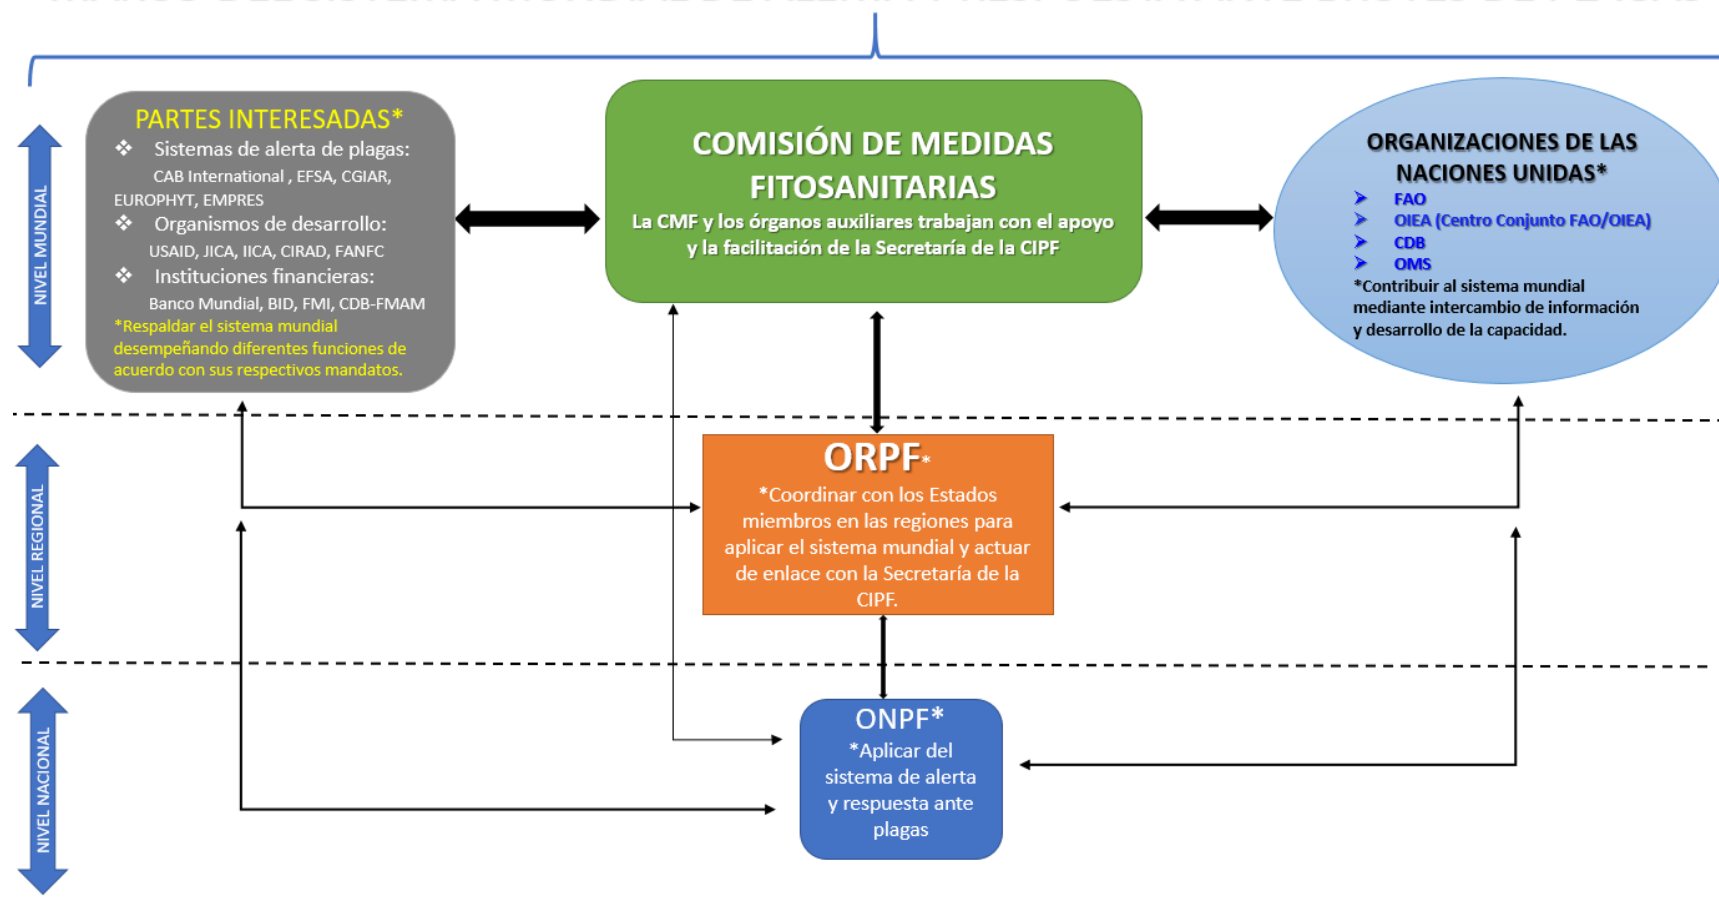 PARTES INTERESADAS*
❖ Sistemas de alerta de plagas:
CAB International , EFSA, CGIAR,
EUROPHYT, EMPRES
❖ Organismos de desarrollo:
USAID, JICA, IICA, CIRAD, FANFC
❖ Instituciones financieras:
Banco Mundial, BID, FMI, CDB-FMAM
*Respaldar el sistema mundial
desempeñando diferentes funciones de
acuerdo con sus respectivos mandatos.
COMISIÓN DE MEDIDAS
FITOSANITARIAS
La CMF y los órganos auxiliares trabajan con el apoyo
y la facilitación de la Secretaría de la CIPF
ORGANIZACIONES DE LAS
NACIONES UNIDAS*
➤ FAO
➤ OIEA (Centro Conjunto FAO/OIEA)
➤ CDB
➤ OMS
*Contribuir al sistema mundial
mediante intercambio de información
y desarrollo de la capacidad.
NIVEL MUNDIAL
ORPF*
*Coordinar con los Estados
miembros en las regiones para
aplicar el sistema mundial y actuar
de enlace con la Secretaría de la
CIPF.
NIVEL REGIONAL
ONPF*
*Aplicar del
sistema de alerta
y respuesta ante
plagas
NIVEL NACIONAL